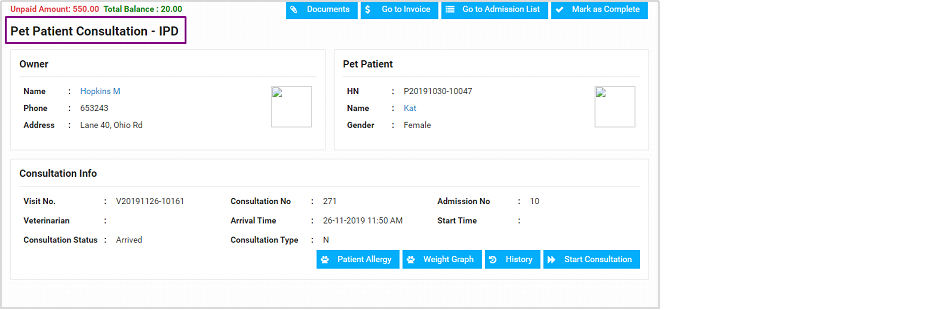 Unpaid Amount: 550.00 Total Balance : 20.00
Documents
Go to Invoice
Go to Admission List
Mark as Complete
Pet Patient Consultation - IPD
Owner
Name : Hopkins M
Phone : 653243
Address : Lane 40, Ohio Rd
Pet Patient
HN : P20191030-10047
Name : Kat
Gender : Female
Consultation Info
Visit No. : V20191126-10161 Consultation No : 271 Admission No : 10
Veterinarian : Arrival Time : 26-11-2019 11:50 AM Start Time :
Consultation Status : Arrived Consultation Type : N
Patient Allergy
Weight Graph
History
Start Consultation